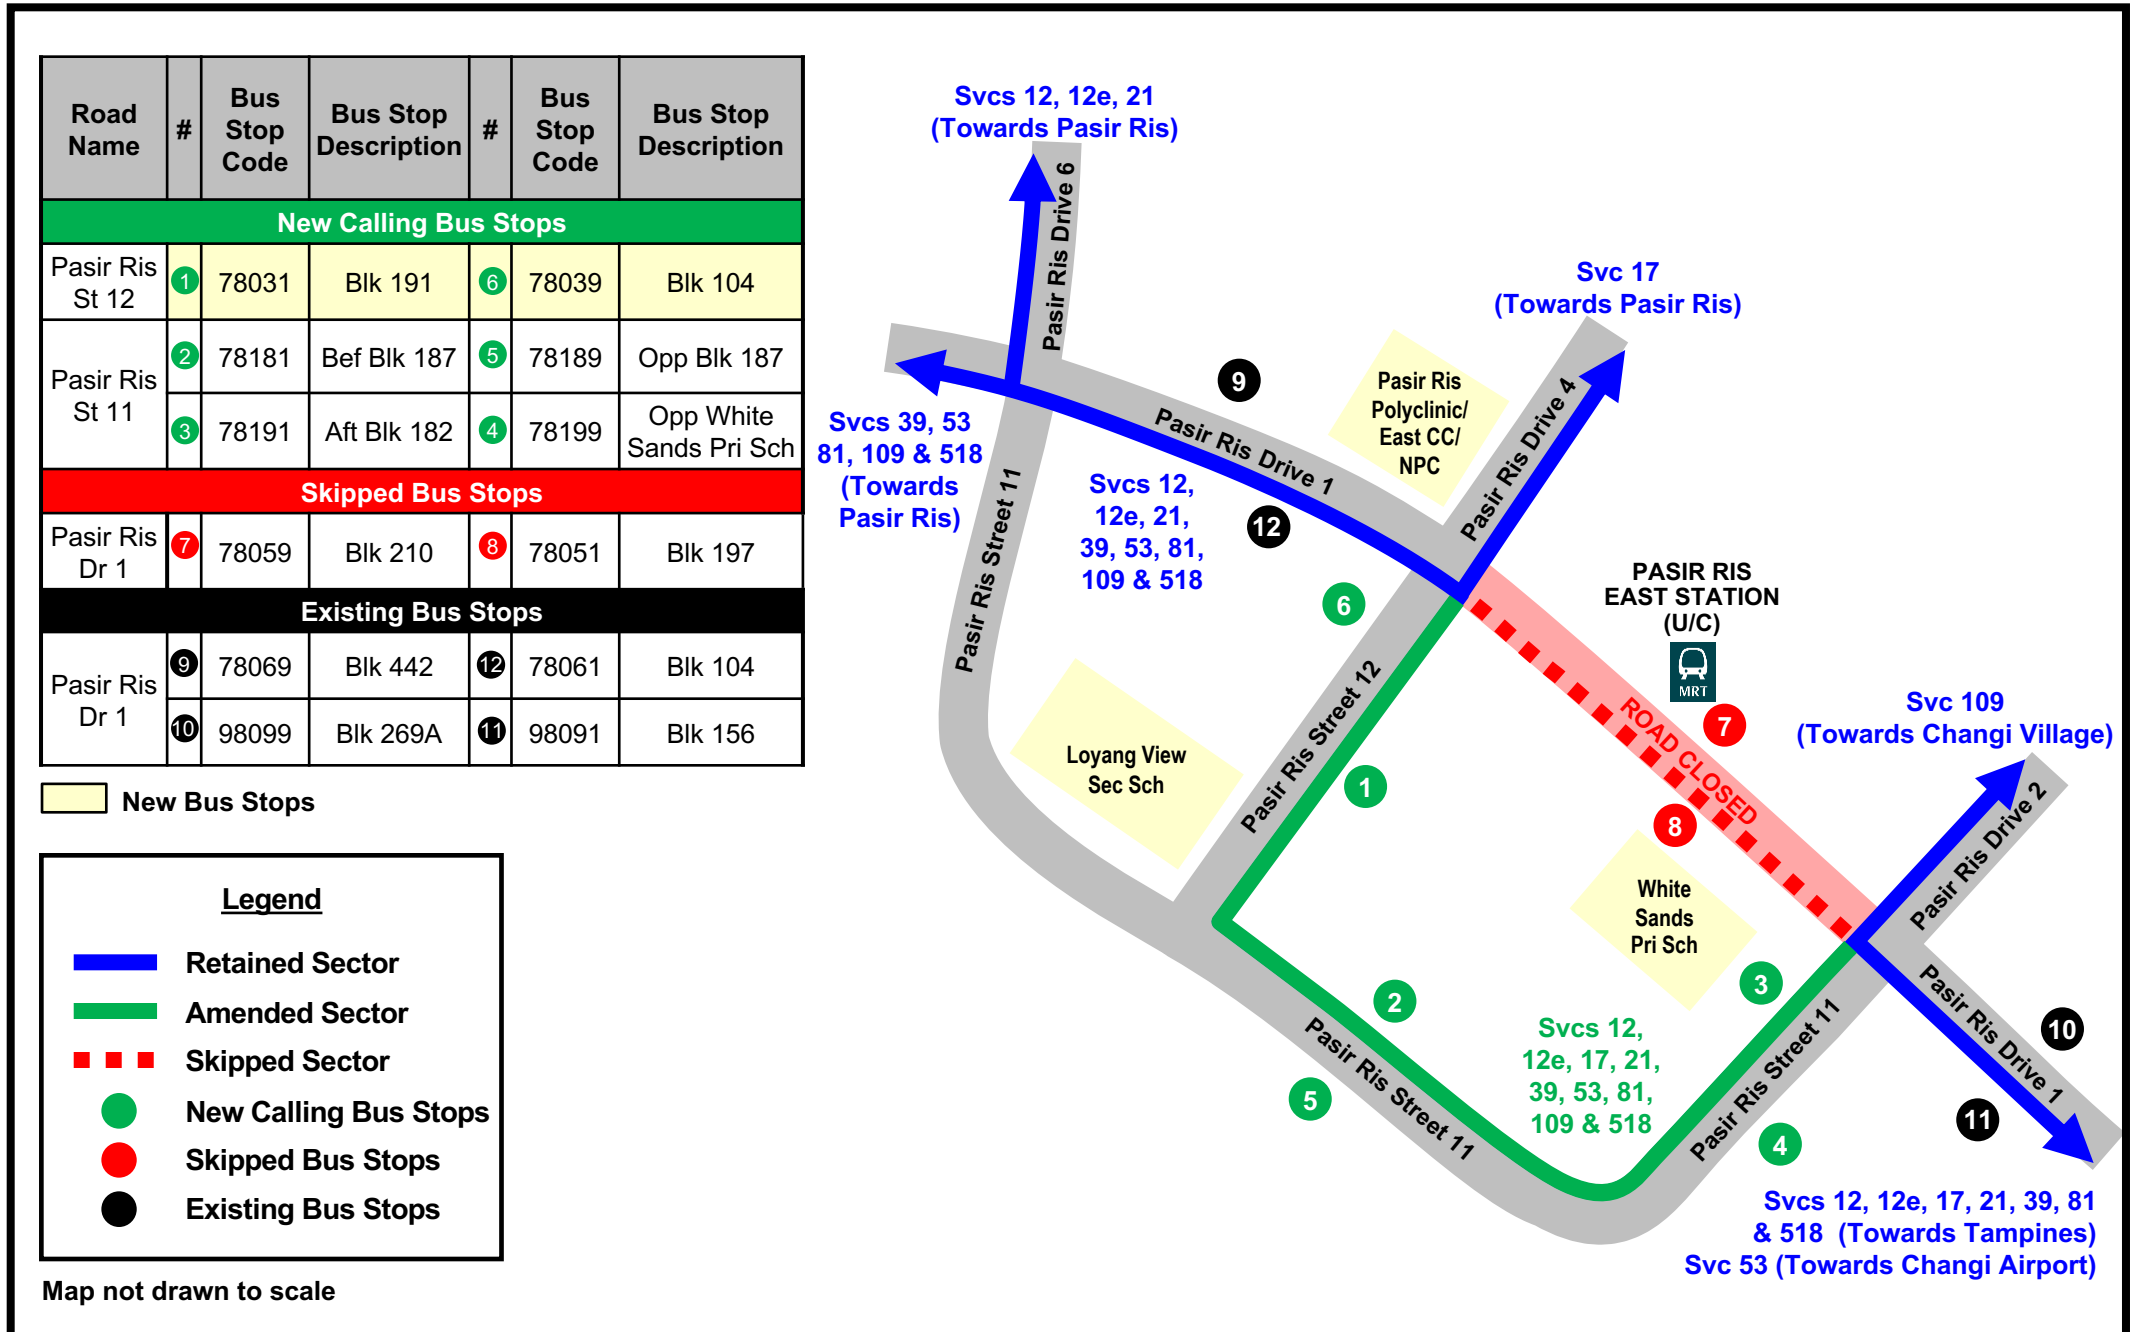 Road Name
#
Bus Stop Code
Bus Stop Description
#
Bus Stop Code
Bus Stop Description
New Calling Bus Stops
Pasir Ris St 12
1
78031
Blk 191
6
78039
Blk 104
Pasir Ris St 11
2
78181
Bef Blk 187
5
78189
Opp Blk 187
3
78191
Aft Blk 182
4
78199
Opp White Sands Pri Sch
Skipped Bus Stops
Pasir Ris Dr 1
7
78059
Blk 210
8
78051
Blk 197
Existing Bus Stops
Pasir Ris Dr 1
9
78069
Blk 442
12
78061
Blk 104
10
98099
Blk 269A
11
98091
Blk 156
New Bus Stops
Legend
Retained Sector
Amended Sector
Skipped Sector
New Calling Bus Stops
Skipped Bus Stops
Existing Bus Stops
Map not drawn to scale
Svcs 12, 12e, 21
(Towards Pasir Ris)
Pasir Ris Drive 6
Svc 17
(Towards Pasir Ris)
Pasir Ris Drive 4
9
Pasir Ris
Polyclinic/
East CC/
NPC
Pasir Ris Drive 1
Svcs 39, 53
81, 109 & 518
(Towards
Pasir Ris)
Svcs 12,
12e, 21,
39, 53, 81,
109 & 518
12
Pasir Ris Street 11
6
PASIR RIS
EAST STATION
(U/C)
MRT
7
ROAD CLOSED
8
Svc 109
(Towards Changi Village)
Pasir Ris Drive 2
Loyang View
Sec Sch
Pasir Ris Street 12
1
White
Sands
Pri Sch
3
2
5
Pasir Ris Street 11
Svcs 12,
12e, 17, 21,
39, 53, 81,
109 & 518
Pasir Ris Street 11
4
Pasir Ris Drive 1
10
11
Svcs 12, 12e, 17, 21, 39, 81
& 518 (Towards Tampines)
Svc 53 (Towards Changi Airport)